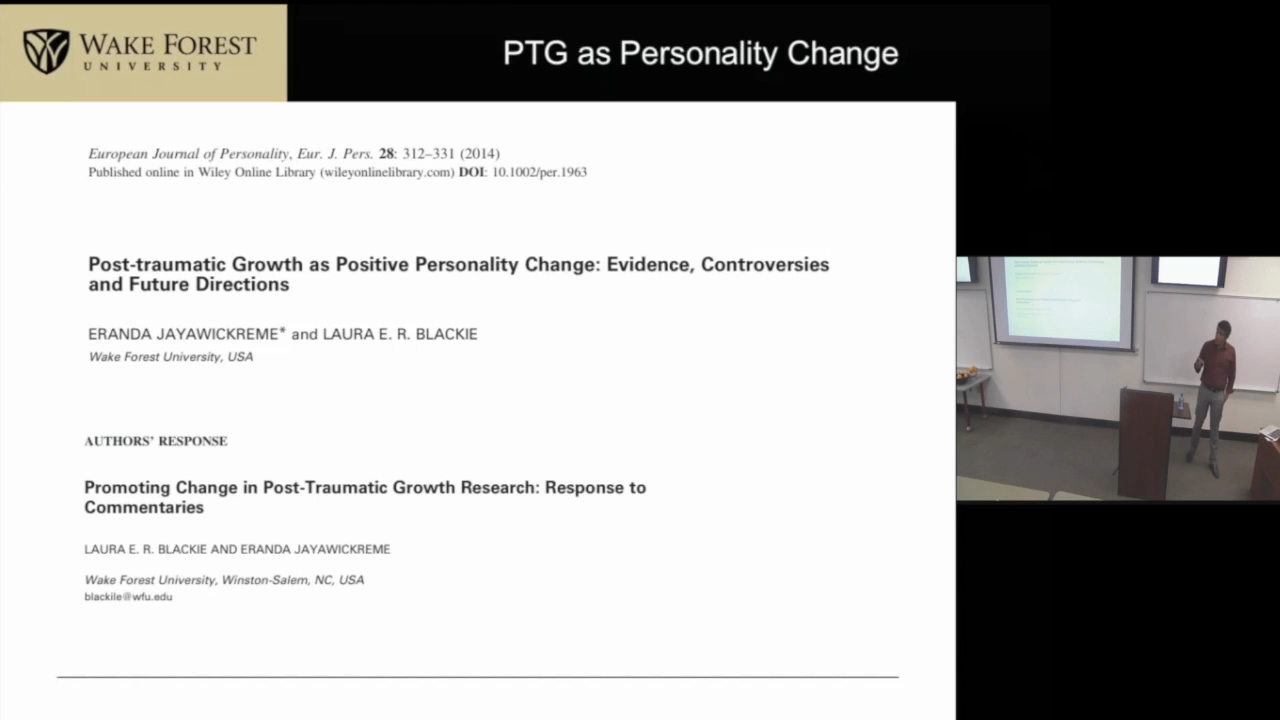 WAKE FOREST
UNIVERSITY
PTG as Personality Change
European Journal of Personality, Eur. J. Pers. 28: 312–331 (2014)
Published online in Wiley Online Library (wileyonlinelibrary.com) DOI: 10.1002/per.1963
Post-traumatic Growth as Positive Personality Change: Evidence, Controversies
and Future Directions
ERANDA JAYAWICKREME* and LAURA E. R. BLACKIE
Wake Forest University, USA
AUTHORS' RESPONSE
Promoting Change in Post-Traumatic Growth Research: Response to
Commentaries
LAURA E. R. BLACKIE AND ERANDA JAYAWICKREME
Wake Forest University, Winston-Salem, NC, USA
blackile@wfu.edu